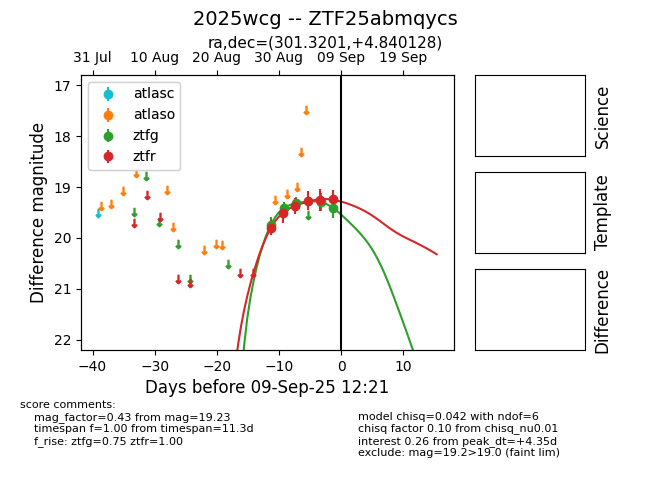 2025wcg -- ZTF25abmqycs
ra,dec=(301.3201,+4.840128)
31 Jul
10 Aug
20 Aug
30 Aug
09 Sep
19 Sep
atlasc
atlaso
ztfg
ztfr
17
18
19
20
21
22
Difference magnitude
−40
−30
−20
−10
0
10
Days before 09-Sep-25 12:21
Science
Template
Difference
score comments:
mag_factor=0.43 from mag=19.23
timespan f=1.00 from timespan=11.3d
f_rise: ztfg=0.75 ztfr=1.00
model chisq=0.042 with ndof=6
chisq factor 0.10 from chisq_nu0.01
interest 0.26 from peak_dt=+4.35d
exclude: mag=19.2>19.0 (faint lim)